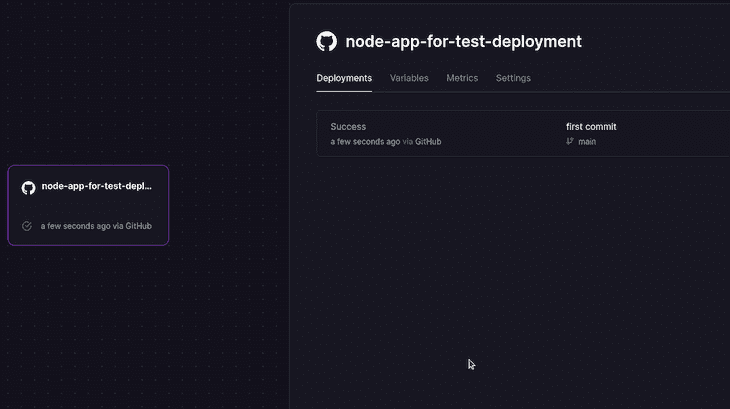 node-app-for-test-deployment
Deployments Variables Metrics Settings
Success
a few seconds ago via GitHub
first commit
main
node-app-for-test-depl...
a few seconds ago via GitHub